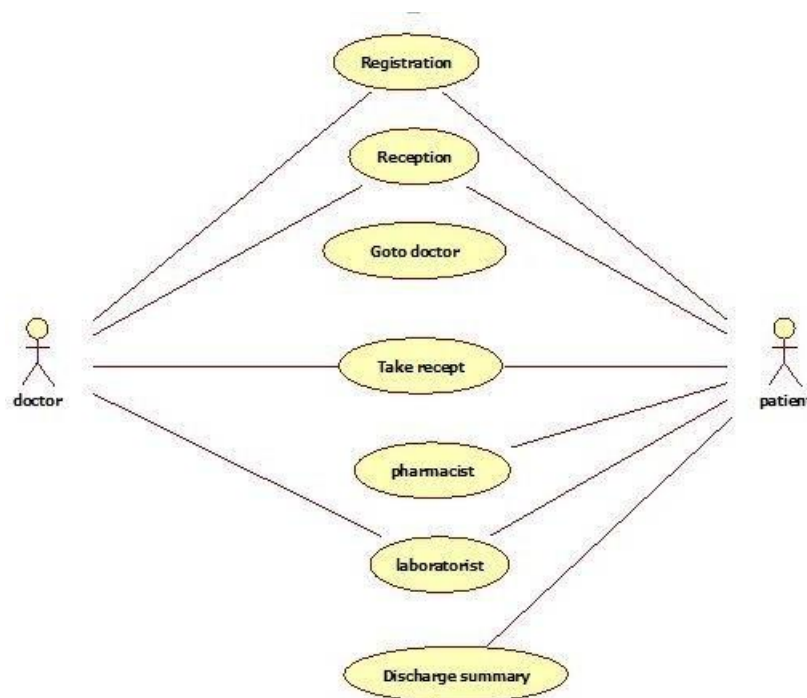 Registration
Reception
Goto doctor
Take recept
doctor
patient
pharmacist
laboratorist
Discharge summary